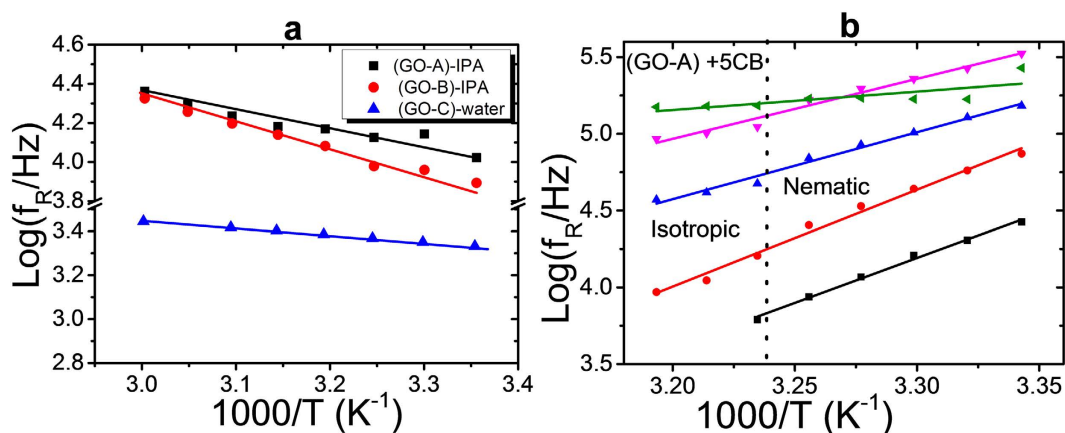 a
Log(f_R/Hz)
4.6
4.4
4.2
4.0
3.8
3.4
3.2
3.0
2.8
(GO-A)-IPA
(GO-B)-IPA
(GO-C)-water
3.0
3.1
3.2
3.3
3.4
1000/T (K⁻¹)
b
Log(f_R/Hz)
5.5
5.0
4.5
4.0
3.5
(GO-A) +5CB
Nematic
Isotropic
3.20
3.25
3.30
3.35
1000/T (K⁻¹)